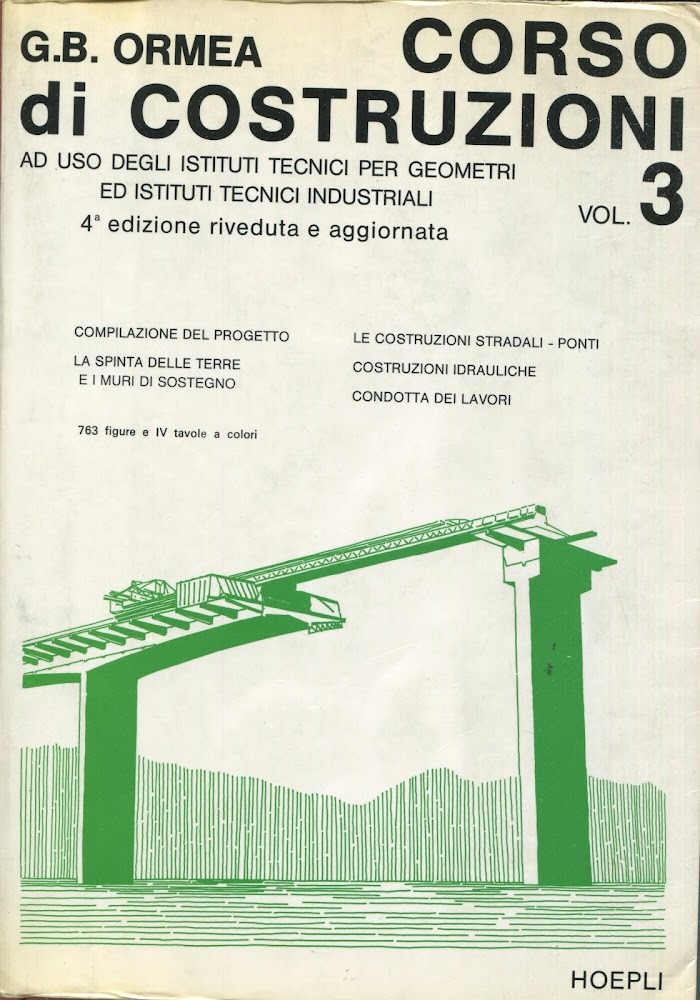 G.B. ORMEA
CORSO
di COSTRUZIONI
AD USO DEGLI ISTITUTI TECNICI PER GEOMETRI
ED ISTITUTI TECNICI INDUSTRIALI
VOL. 3
4ª edizione riveduta e aggiornata
COMPILAZIONE DEL PROGETTO
LA SPINTA DELLE TERRE
E I MURI DI SOSTEGNO
763 figure e IV tavole a colori
LE COSTRUZIONI STRADALI - PONTI
COSTRUZIONI IDRAULICHE
CONDOTTA DEI LAVORI
HOEPLI